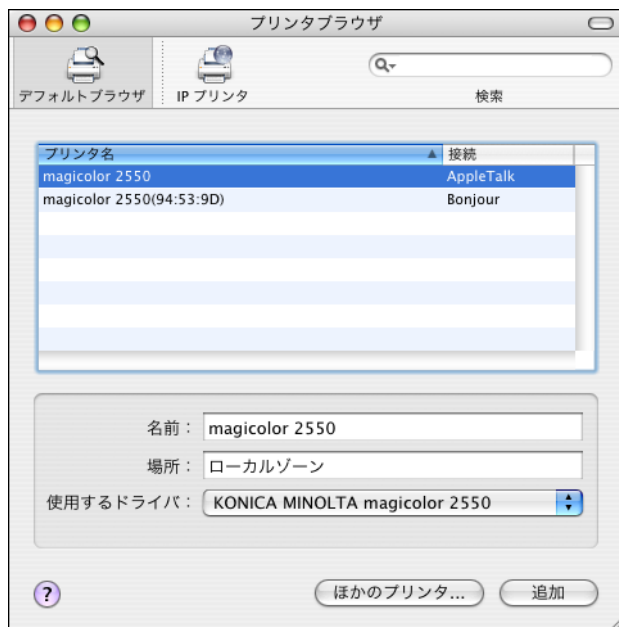 プリンタブラウザ
デフォルトブラウザ
IP プリンタ
検索
プリンタ名 接続
magicolor 2550 AppleTalk
magicolor 2550(94:53:9D) Bonjour
名前： magicolor 2550
場所： ローカルゾーン
使用するドライバ： KONICA MINOLTA magicolor 2550
? ほかのプリンタ... 追加